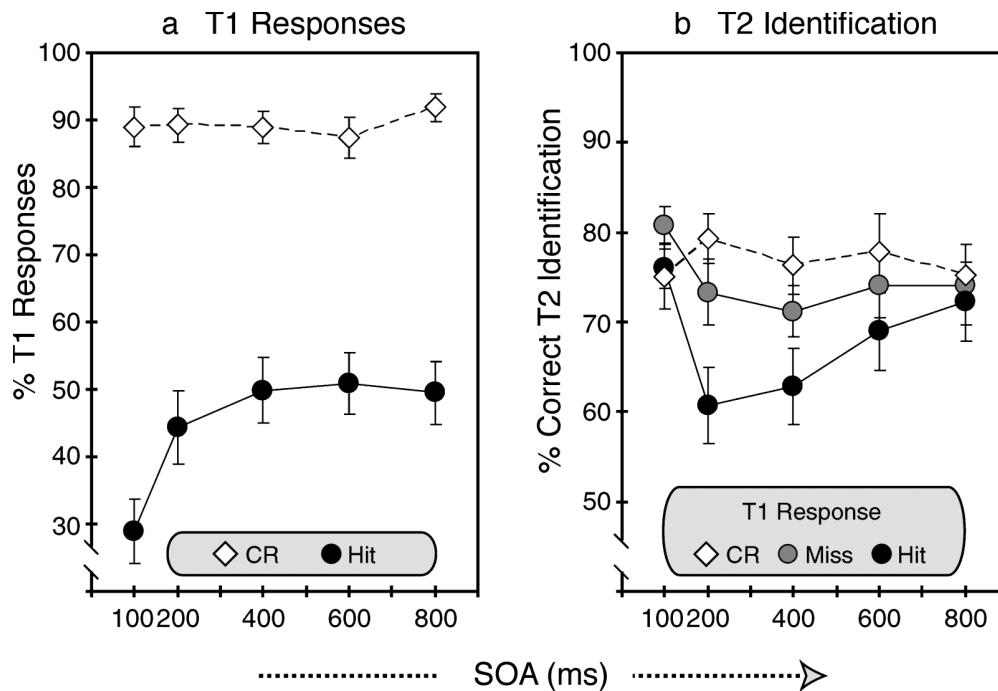 a T1 Responses
% T1 Responses
100
90
80
70
60
50
40
30
CR Hit
100 200 400 600 800
b T2 Identification
% Correct T2 Identification
100
90
80
70
60
50
T1 Response
CR Miss Hit
100 200 400 600 800
SOA (ms)